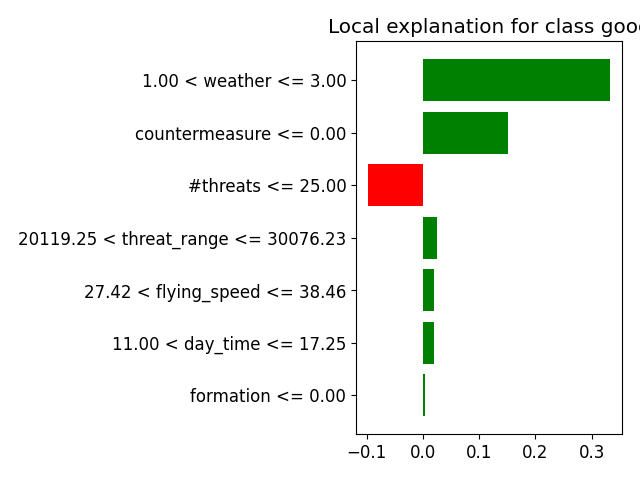 Local explanation for class goo
1.00 < weather <= 3.00
countermeasure <= 0.00
#threats <= 25.00
20119.25 < threat_range <= 30076.23
27.42 < flying_speed <= 38.46
11.00 < day_time <= 17.25
formation <= 0.00
−0.1 0.0 0.1 0.2 0.3